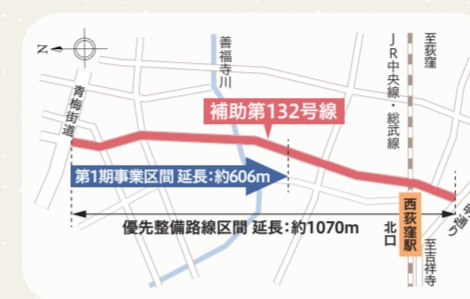 N
善福寺川
至荻窪
JR中央線・総武線
青梅街道
補助第132号線
第1期事業区間 延長：約606m
優先整備路線区間 延長：約1070m
北口
西荻窪駅
至吉祥寺
通り